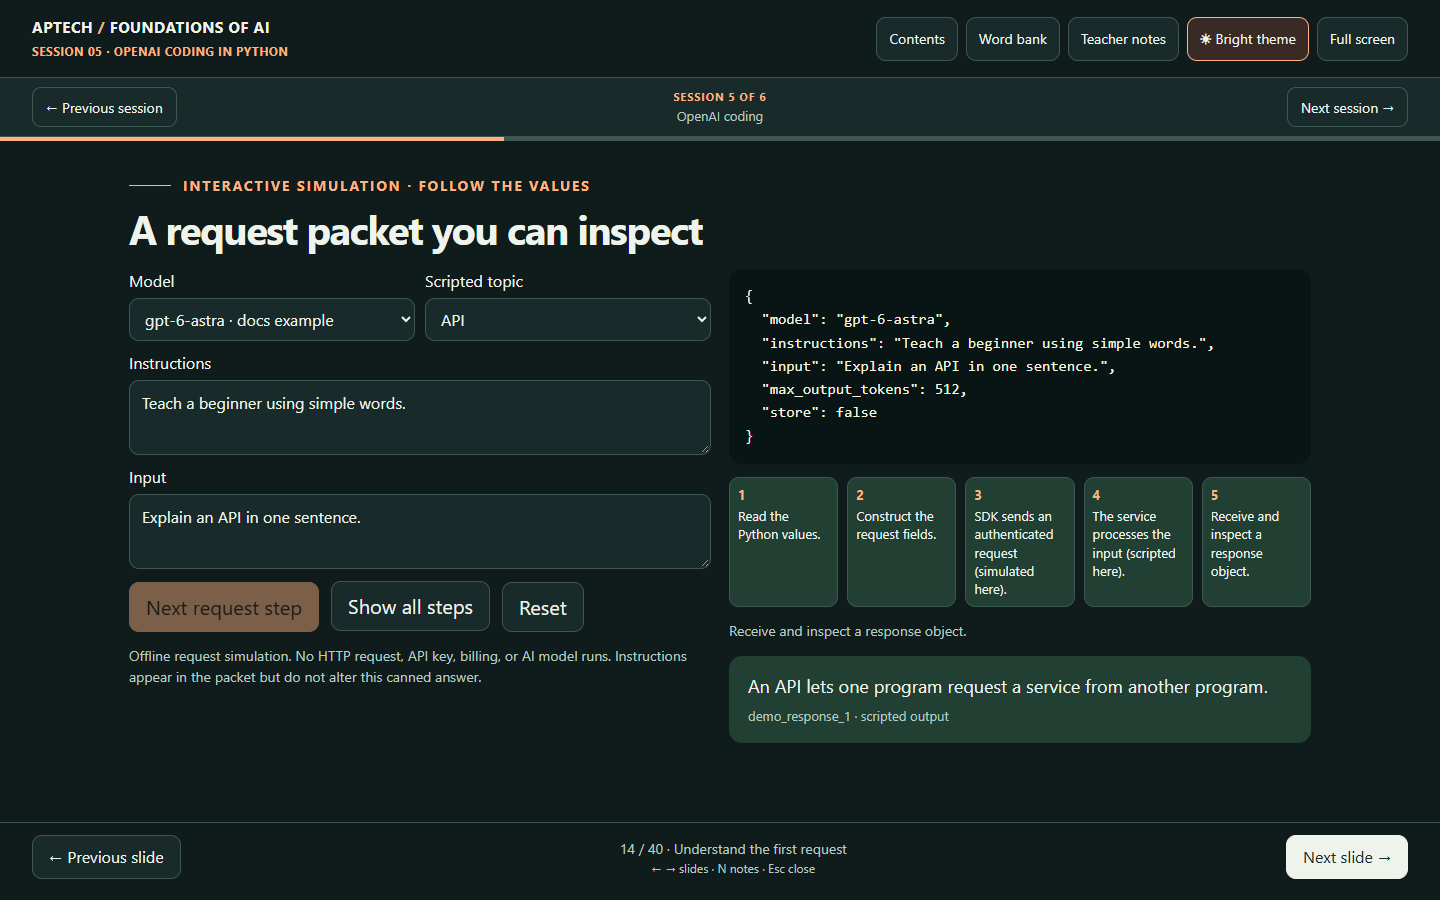 APTECH / FOUNDATIONS OF AI
SESSION 05 · OPENAI CODING IN PYTHON
Contents
Word bank
Teacher notes
☀ Bright theme
Full screen
← Previous session
SESSION 5 OF 6
OpenAI coding
Next session →
INTERACTIVE SIMULATION · FOLLOW THE VALUES
A request packet you can inspect
Model
Scripted topic
gpt-6-astra · docs example
API
Instructions
Teach a beginner using simple words.
Input
Explain an API in one sentence.
Next request step
Show all steps
Reset
Offline request simulation. No HTTP request, API key, billing, or AI model runs. Instructions
appear in the packet but do not alter this canned answer.
{
"model": "gpt-6-astra",
"instructions": "Teach a beginner using simple words.",
"input": "Explain an API in one sentence.",
"max_output_tokens": 512,
"store": false
}
1
Read the
Python values.
2
Construct the
request fields.
3
SDK sends an
authenticated
request
(simulated
here).
4
The service
processes the
input (scripted
here).
5
Receive and
inspect a
response
object.
Receive and inspect a response object.
An API lets one program request a service from another program.
demo_response_1 · scripted output
← Previous slide
14 / 40 · Understand the first request
← → slides · N notes · Esc close
Next slide →